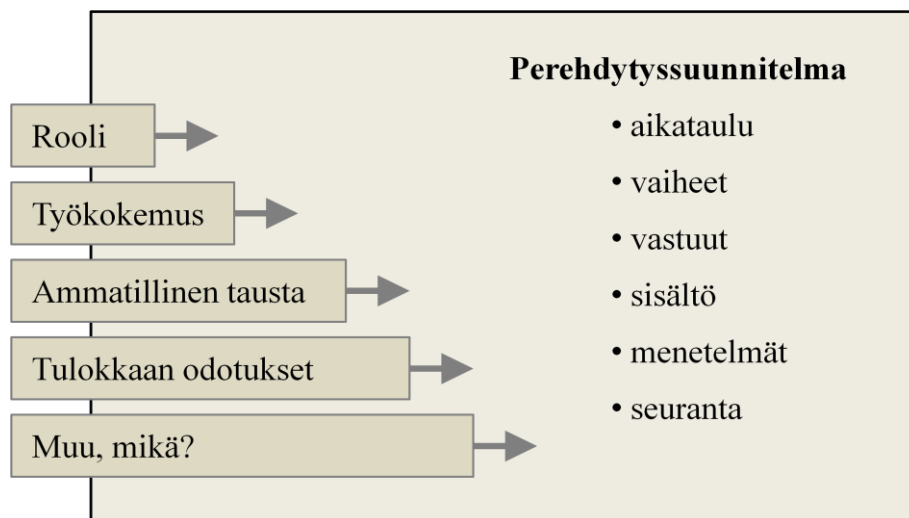 Perehdytyssuunnitelma
• aikataulu
• vaiheet
• vastuut
• sisältö
• menetelmät
• seuranta
Rooli
Työkokemus
Ammatillinen tausta
Tulokkaan odotukset
Muu, mikä?